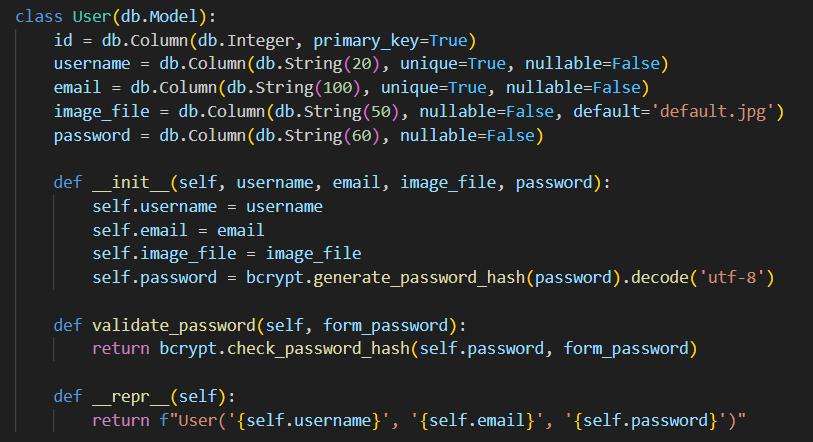 class User(db.Model):
    id = db.Column(db.Integer, primary_key=True)
    username = db.Column(db.String(20), unique=True, nullable=False)
    email = db.Column(db.String(100), unique=True, nullable=False)
    image_file = db.Column(db.String(50), nullable=False, default='default.jpg')
    password = db.Column(db.String(60), nullable=False)

    def __init__(self, username, email, image_file, password):
        self.username = username
        self.email = email
        self.image_file = image_file
        self.password = bcrypt.generate_password_hash(password).decode('utf-8')

    def validate_password(self, form_password):
        return bcrypt.check_password_hash(self.password, form_password)

    def __repr__(self):
        return f"User('{self.username}', '{self.email}', '{self.password}')"